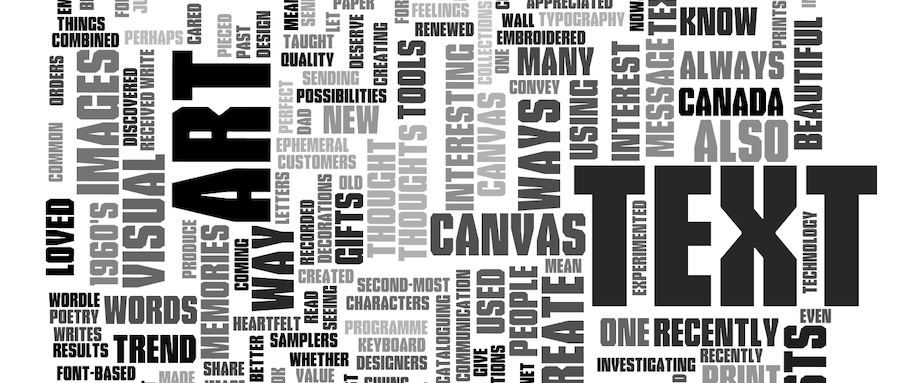 THINGS
COMBINED
PERHAPS
CARED
PIECED
PAST
DESIGN
TAUGHT
QUALITY
PAPER
DESERVE
CREATING
FEELINGS
RENEWED
COLLECTIONS
APPRECIATED
WALL
TYPOGRAPHY
EMBROIDERED
NOW
KNOW
PRINTS
BEAUTIFUL
ORDERS
IMAGES
DISCOVERED
RECEIVED
WRITE
ART
SENDING
POSSIBILITIES
TOOLS
PERFECT
DAD
NEW
INTERESTING
CANVAS
ONE
MANY
CONVEY
WAYS
USING
INTEREST
MESSAGE
ALWAYS
CANADA
ALSO
COMMON
EPHEMERAL
CUSTOMERS
THOUGHT
THOUGHTS
LOVED
1960'S
VISUAL
LETTERS
OLD
RECORDED
DECORATIONS
GIFTS
CANVAS
TEXT
EXPERIMENTED
TECHNOLOGY
PRODUCE
MEMORIES
COMING
WAY
CREATED
MEAN
WORDLE
POETRY
WORDS
READ
SEEING
SECOND-MOST
CHARACTERS
CATALOGUING
COMMUNICATION
USED
PEOPLE
EVEN
WRITES
RESULTS
TREND
HEARTFELT
SAMPLERS
PROGRAMME
KEYBOARD
DESIGNERS
ONE
RECENTLY
FONT-BASED
MADE
SHARE
BETTER
WHETHER
VALUE
GIVE
INVESTIGATING
RECENTLY
PRINT